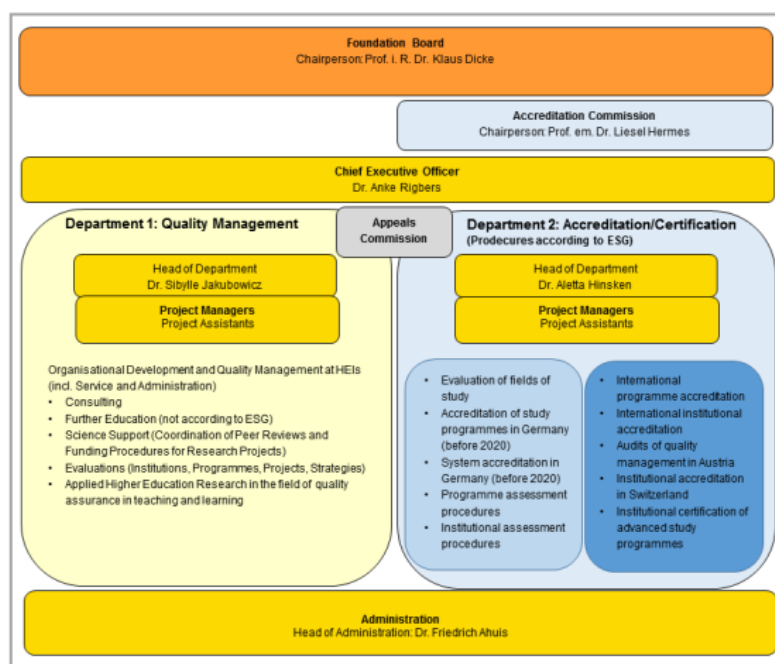 Foundation Board
Chairperson: Prof. i. R. Dr. Klaus Dicke
Accreditation Commission
Chairperson: Prof. em. Dr. Liesel Hermes
Chief Executive Officer
Dr. Anke Rigbers
Department 1: Quality Management
Appeals
Commission
Department 2: Accreditation/Certification
(Prodecures according to ESG)
Head of Department
Dr. Sibylle Jakubowicz
Project Managers
Project Assistants
Head of Department
Dr. Aletta Hinsken
Project Managers
Project Assistants
Organisational Development and Quality Management at HEIs
(incl. Service and Administration)
• Consulting
• Further Education (not according to ESG)
• Science Support (Coordination of Peer Reviews and
Funding Procedures for Research Projects)
• Evaluations (Institutions, Programmes, Projects, Strategies)
• Applied Higher Education Research in the field of quality
assurance in teaching and learning
• Evaluation of fields of
study
• Accreditation of study
programmes in Germany
(before 2020)
• System accreditation in
Germany (before 2020)
• Programme assessment
procedures
• Institutional assessment
procedures
• International
programme accreditation
• International institutional
accreditation
• Audits of quality
management in Austria
• Institutional accreditation
in Switzerland
• Institutional certification of
advanced study
programmes
Administration
Head of Administration: Dr. Friedrich Ahuis